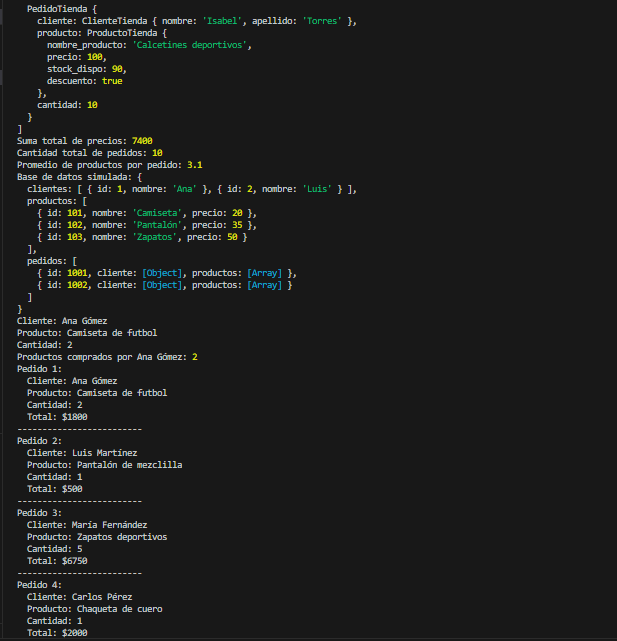 PedidoTienda {
cliente: ClienteTienda { nombre: 'Isabel', apellido: 'Torres' },
producto: ProductoTienda {
nombre_producto: 'Calcetines deportivos',
precio: 100,
stock_dispo: 90,
descuento: true
},
cantidad: 10
}
]
Suma total de precios: 7400
Cantidad total de pedidos: 10
Promedio de productos por pedido: 3.1
Base de datos simulada: {
clientes: [ { id: 1, nombre: 'Ana' }, { id: 2, nombre: 'Luis' } ],
productos: [
{ id: 101, nombre: 'Camiseta', precio: 20 },
{ id: 102, nombre: 'Pantalón', precio: 35 },
{ id: 103, nombre: 'Zapatos', precio: 50 }
],
pedidos: [
{ id: 1001, cliente: [Object], productos: [Array] },
{ id: 1002, cliente: [Object], productos: [Array] }
]
}
Cliente: Ana Gómez
Producto: Camiseta de futbol
Cantidad: 2
Productos comprados por Ana Gómez: 2
Pedido 1:
Cliente: Ana Gómez
Producto: Camiseta de futbol
Cantidad: 2
Total: $1800
-------------------------
Pedido 2:
Cliente: Luis Martínez
Producto: Pantalón de mezclilla
Cantidad: 1
Total: $500
-------------------------
Pedido 3:
Cliente: María Fernández
Producto: Zapatos deportivos
Cantidad: 5
Total: $6750
-------------------------
Pedido 4:
Cliente: Carlos Pérez
Producto: Chaqueta de cuero
Cantidad: 1
Total: $2000